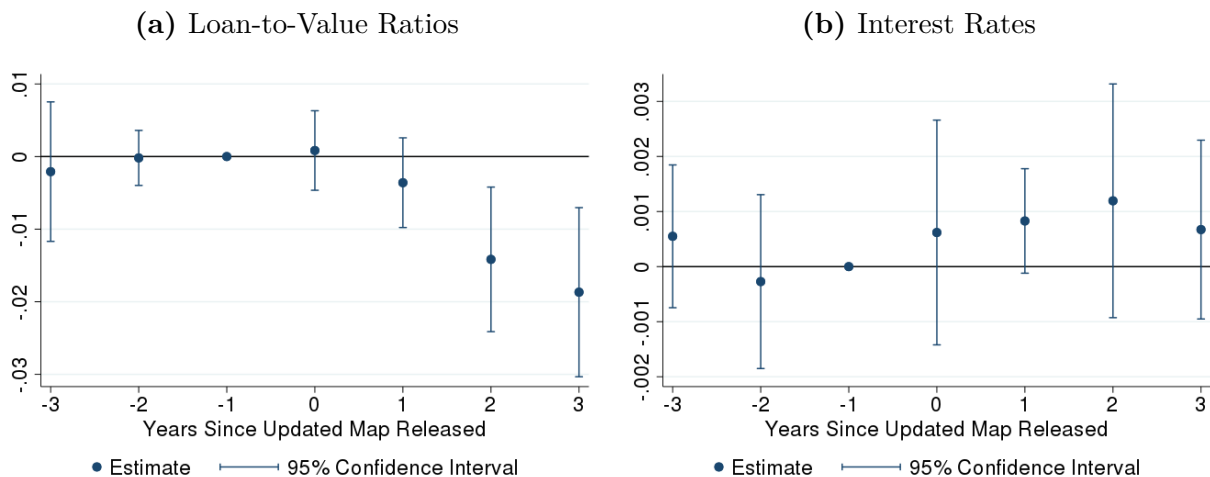 (a) Loan-to-Value Ratios
.01
0
-.01
-.02
-.03
-3 -2 -1 0 1 2 3
Years Since Updated Map Released
Estimate 95% Confidence Interval
(b) Interest Rates
.003
.002
.001
0
-.001
-.002
-3 -2 -1 0 1 2 3
Years Since Updated Map Released
Estimate 95% Confidence Interval